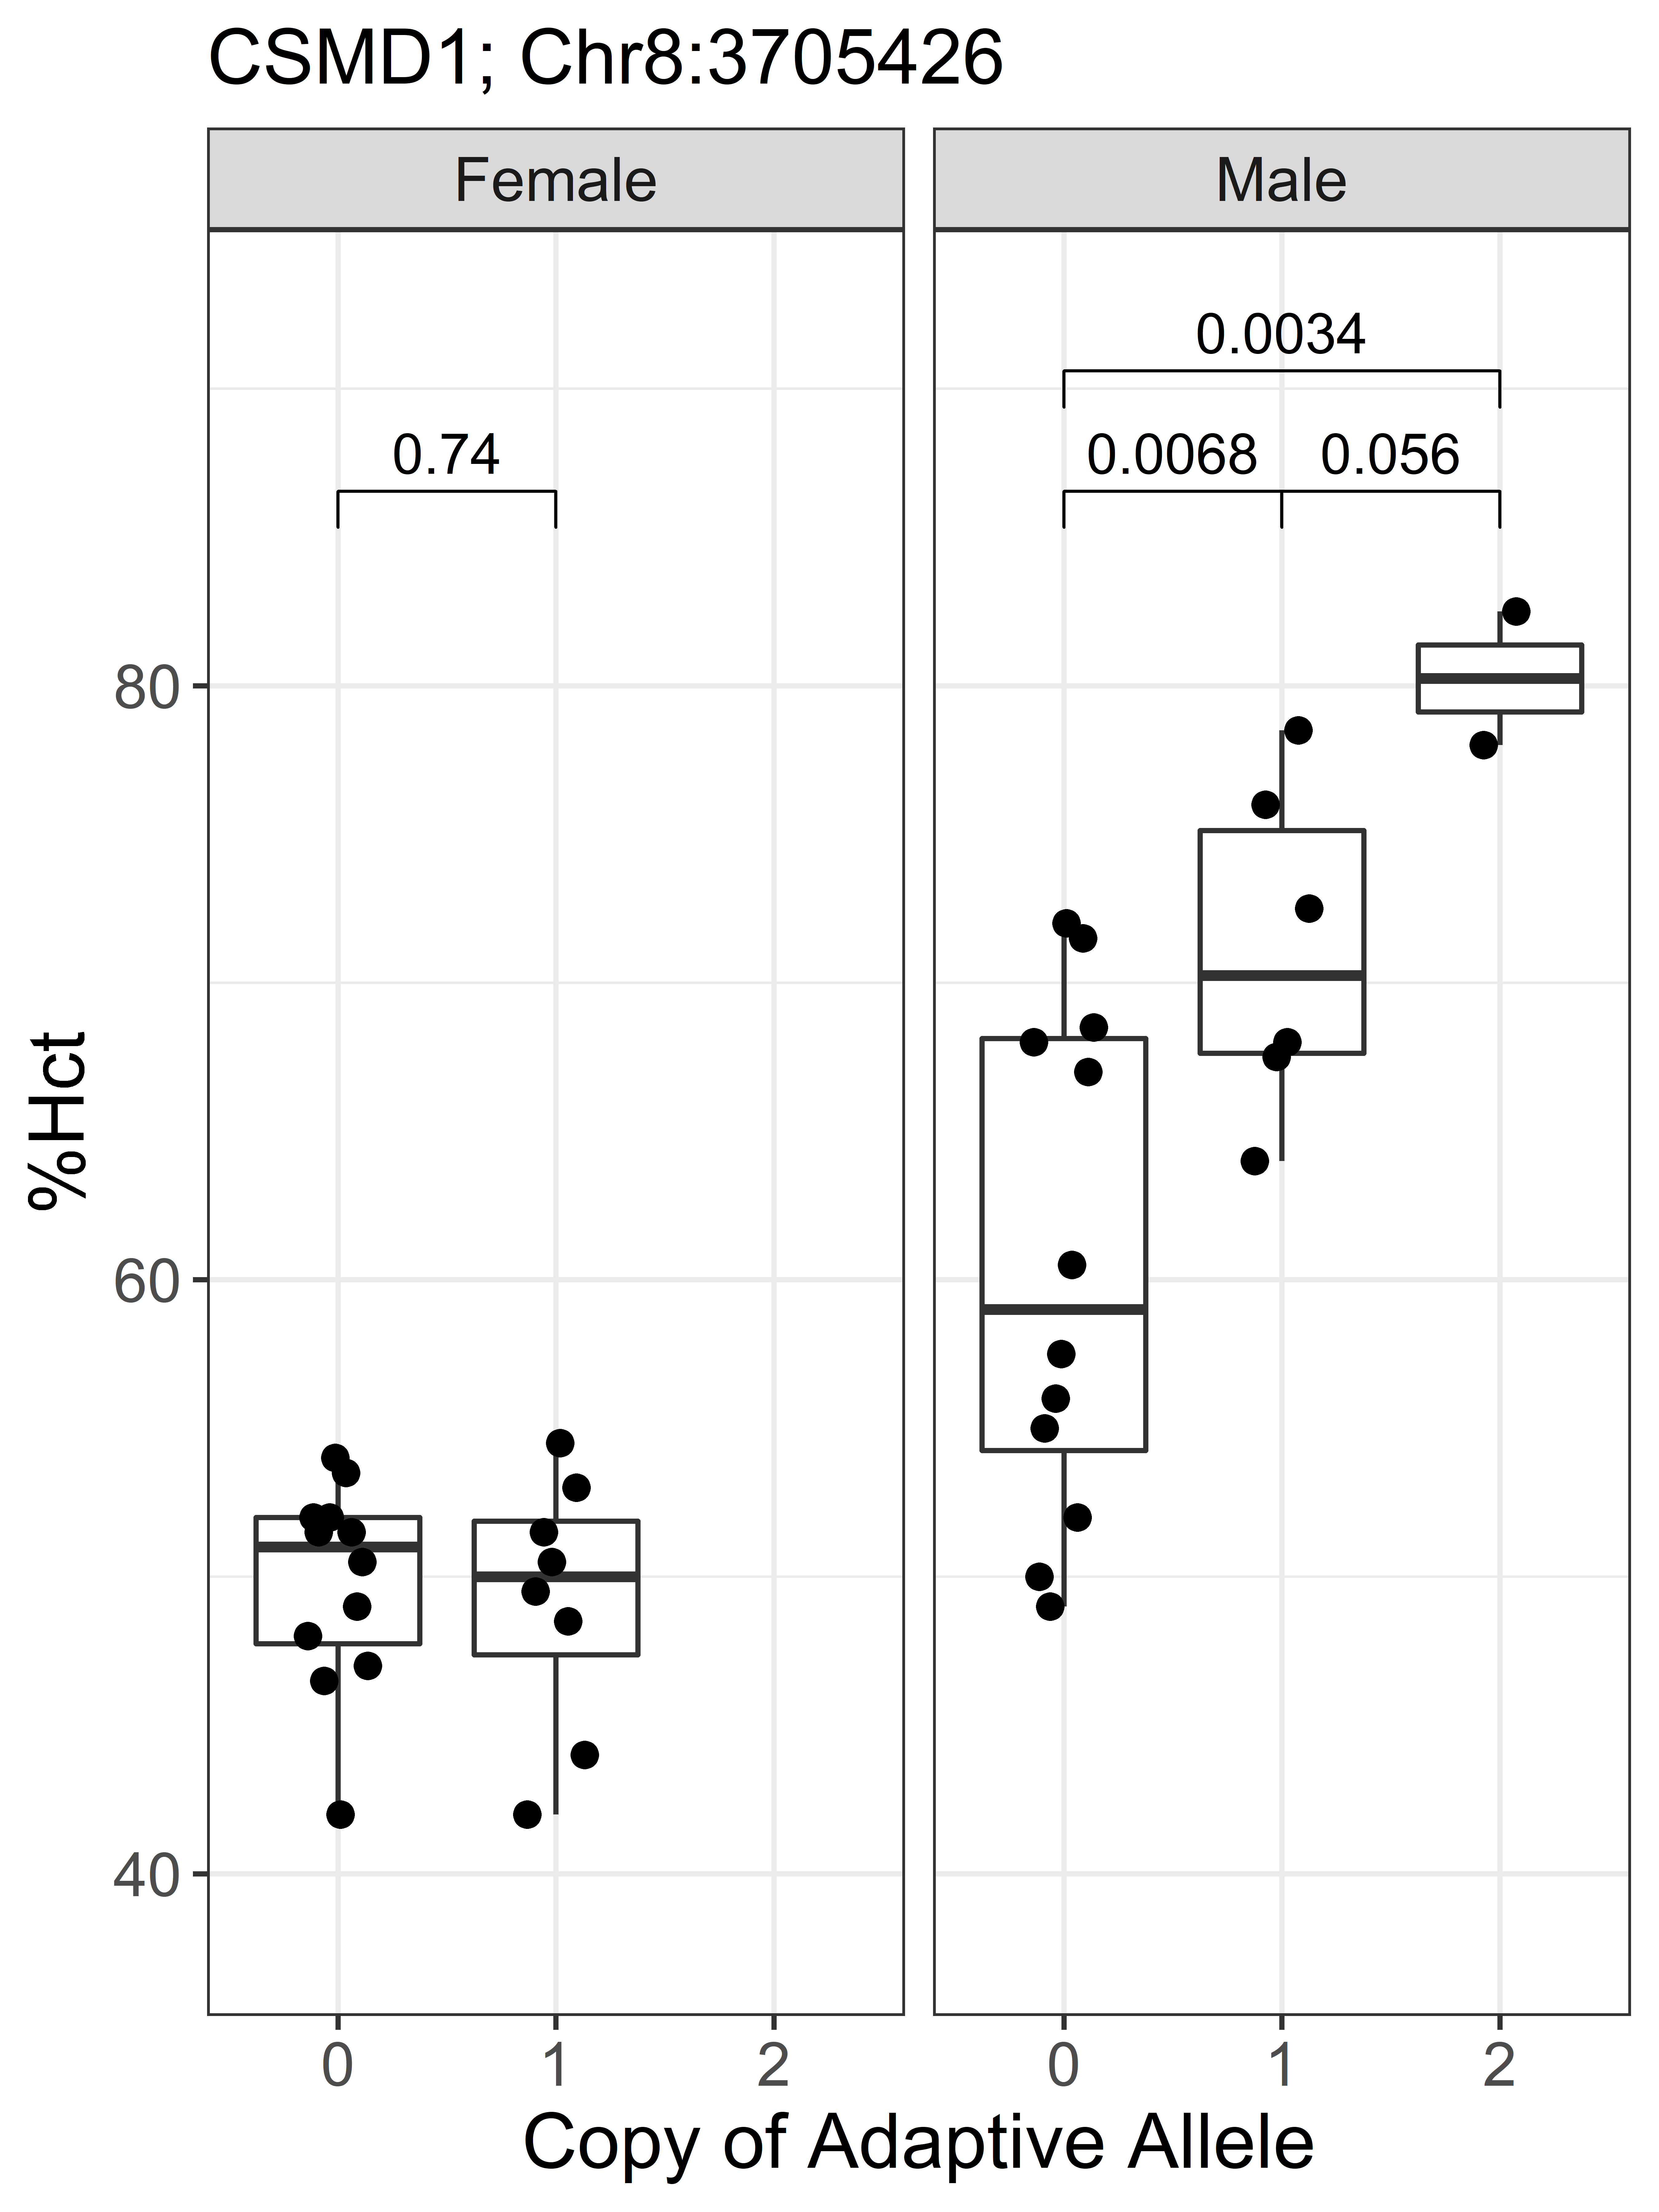 CSMD1; Chr8:3705426
Female
Male
0.0034
0.74
0.0068
0.056
80
60
40
%Hct
0
1
2
0
1
2
Copy of Adaptive Allele